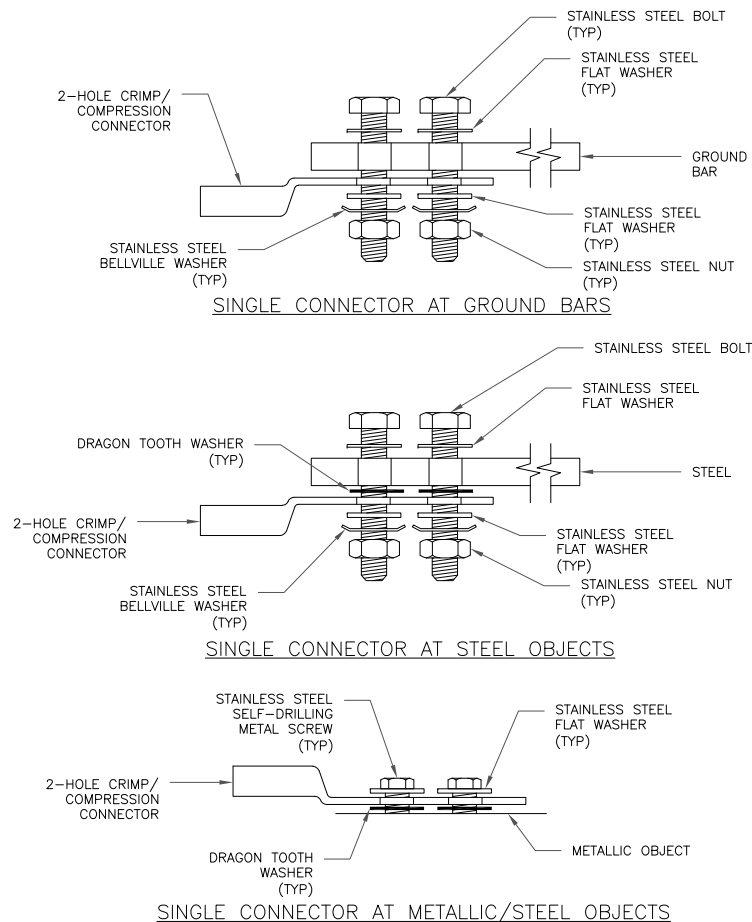 STAINLESS STEEL BOLT
(TYP)
STAINLESS STEEL
FLAT WASHER
(TYP)
2-HOLE CRIMP/
COMPRESSION
CONNECTOR
GROUND
BAR
STAINLESS STEEL
FLAT WASHER
(TYP)
STAINLESS STEEL
BELLVILLE WASHER
(TYP)
STAINLESS STEEL NUT
(TYP)
SINGLE CONNECTOR AT GROUND BARS
STAINLESS STEEL BOLT
STAINLESS STEEL
FLAT WASHER
DRAGON TOOTH WASHER
(TYP)
STEEL
2-HOLE CRIMP/
COMPRESSION
CONNECTOR
STAINLESS STEEL
FLAT WASHER
(TYP)
STAINLESS STEEL
BELLVILLE WASHER
(TYP)
STAINLESS STEEL NUT
(TYP)
SINGLE CONNECTOR AT STEEL OBJECTS
STAINLESS STEEL
SELF-DRILLING
METAL SCREW
(TYP)
STAINLESS STEEL
FLAT WASHER
(TYP)
2-HOLE CRIMP/
COMPRESSION
CONNECTOR
DRAGON TOOTH
WASHER
(TYP)
METALLIC OBJECT
SINGLE CONNECTOR AT METALLIC/STEEL OBJECTS